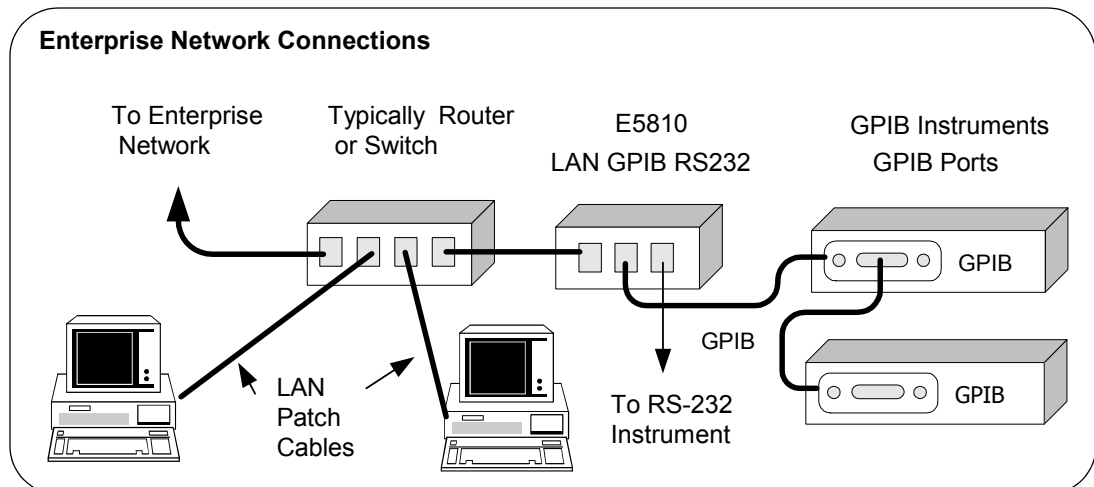 Enterprise Network Connections
To Enterprise
Network
Typically Router
or Switch
E5810
LAN GPIB RS232
GPIB Instruments
GPIB Ports
GPIB
GPIB
GPIB
LAN
Patch
Cables
To RS-232
Instrument